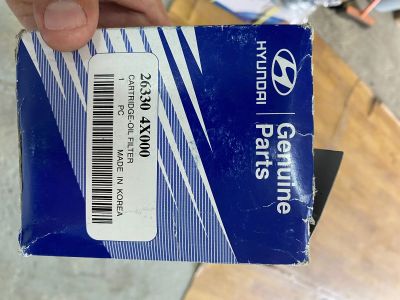 HYUNDAI
Genuine
Parts
26330 4X000
CARTRIDGE-OIL FILTER
1 PC MADE IN KOREA